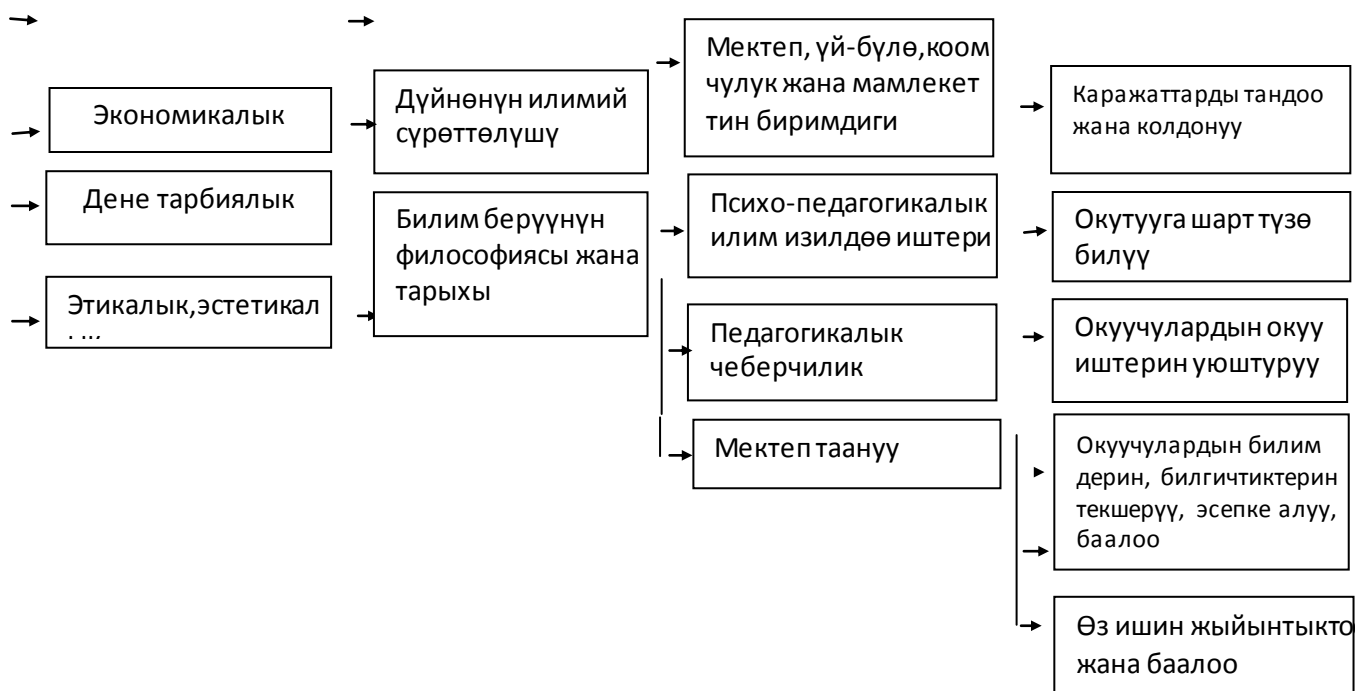 Экономикалык
Дене тарбиялык
Этикалык,эстетикал
Дүйнөнүн илимий
сүрөттөлүшү
Билим берүүнүн
философиясы жана
тарыхы
Мектеп, үй-бүлө,коом
чулук жана мамлекет
тин биримдиги
Психо-педагогикалык
илим изилдөө иштери
Педагогикалык
чеберчилик
Мектеп таануу
Каражаттарды тандоо
жана колдонуу
Окутууга шарт түзө
билүү
Окуучулардын окуу
иштерин уюштуруу
Окуучулардын билим
дерин, билгичтиктерин
текшерүү, эсепке алуу,
баалоо
Өз ишин жыйынтыкто
жана баалоо